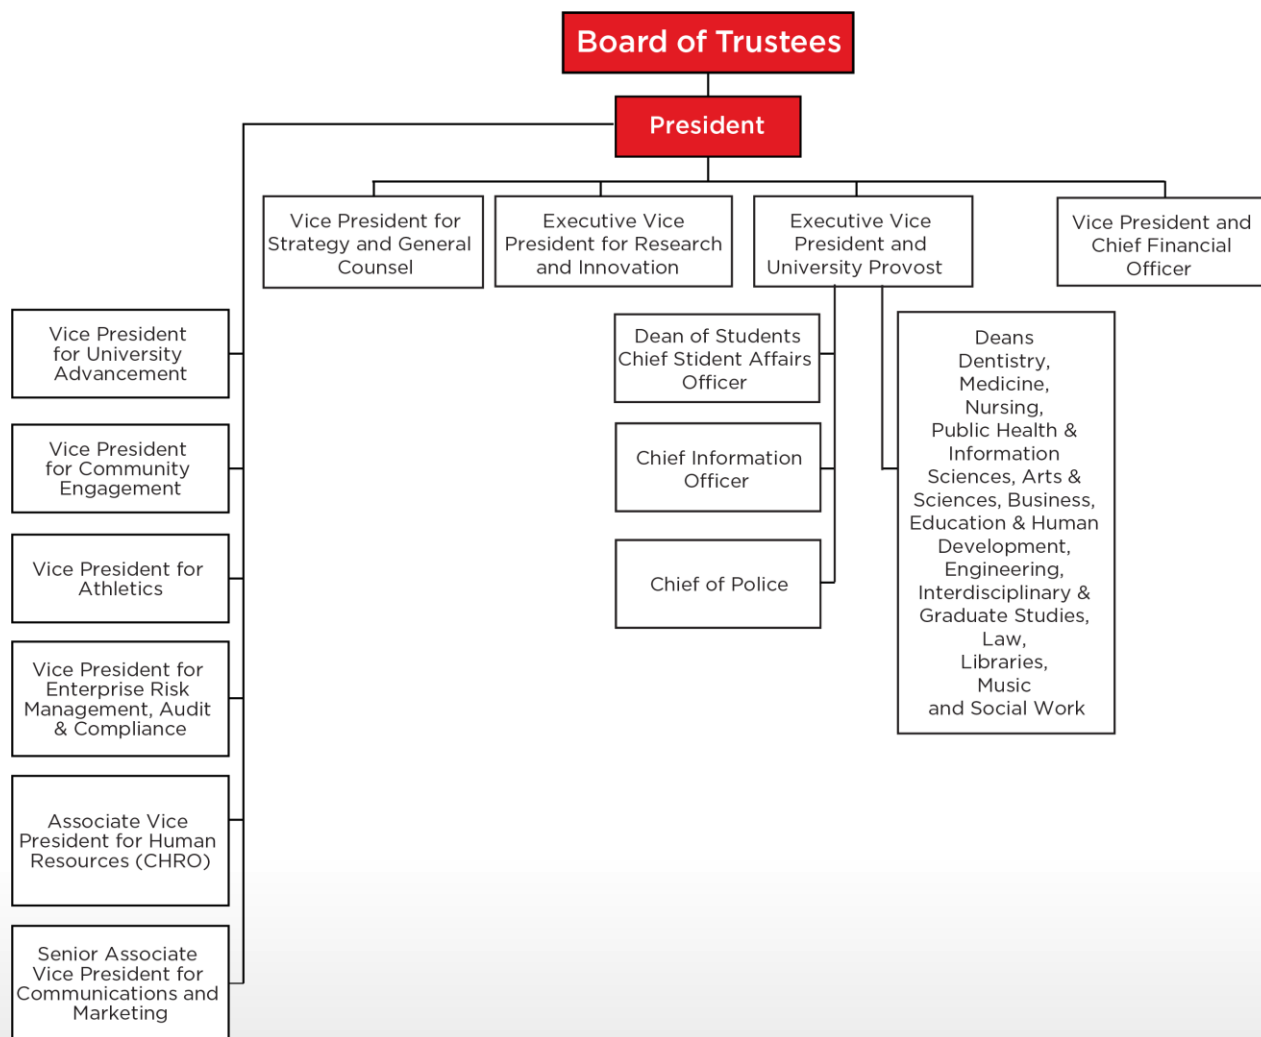 Board of Trustees
President
Vice President for
Strategy and General
Counsel
Executive Vice
President for Research
and Innovation
Executive Vice
President and
University Provost
Vice President and
Chief Financial
Officer
Vice President
for University
Advancement
Vice President
for Community
Engagement
Vice President for
Athletics
Vice President for
Enterprise Risk
Management, Audit
& Compliance
Associate Vice
President for Human
Resources (CHRO)
Senior Associate
Vice President for
Communications and
Marketing
Dean of Students
Chief Stident Affairs
Officer
Chief Information
Officer
Chief of Police
Deans
Dentistry,
Medicine,
Nursing,
Public Health &
Information
Sciences, Arts &
Sciences, Business,
Education & Human
Development,
Engineering,
Interdisciplinary &
Graduate Studies,
Law,
Libraries,
Music
and Social Work